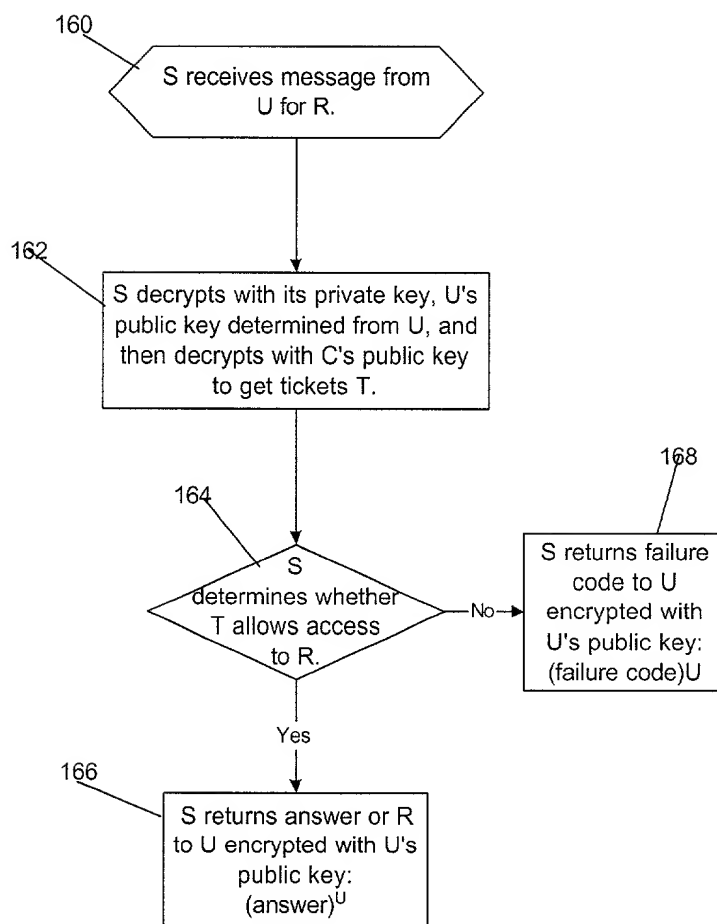 160
S receives message from
U for R.
162
S decrypts with its private key, U's
public key determined from U, and
then decrypts with C's public key
to get tickets T.
164
S
determines whether
T allows access
to R.
No
168
S returns failure
code to U
encrypted with
U's public key:
(failure code)U
Yes
166
S returns answer or R
to U encrypted with U's
public key:
(answer)U